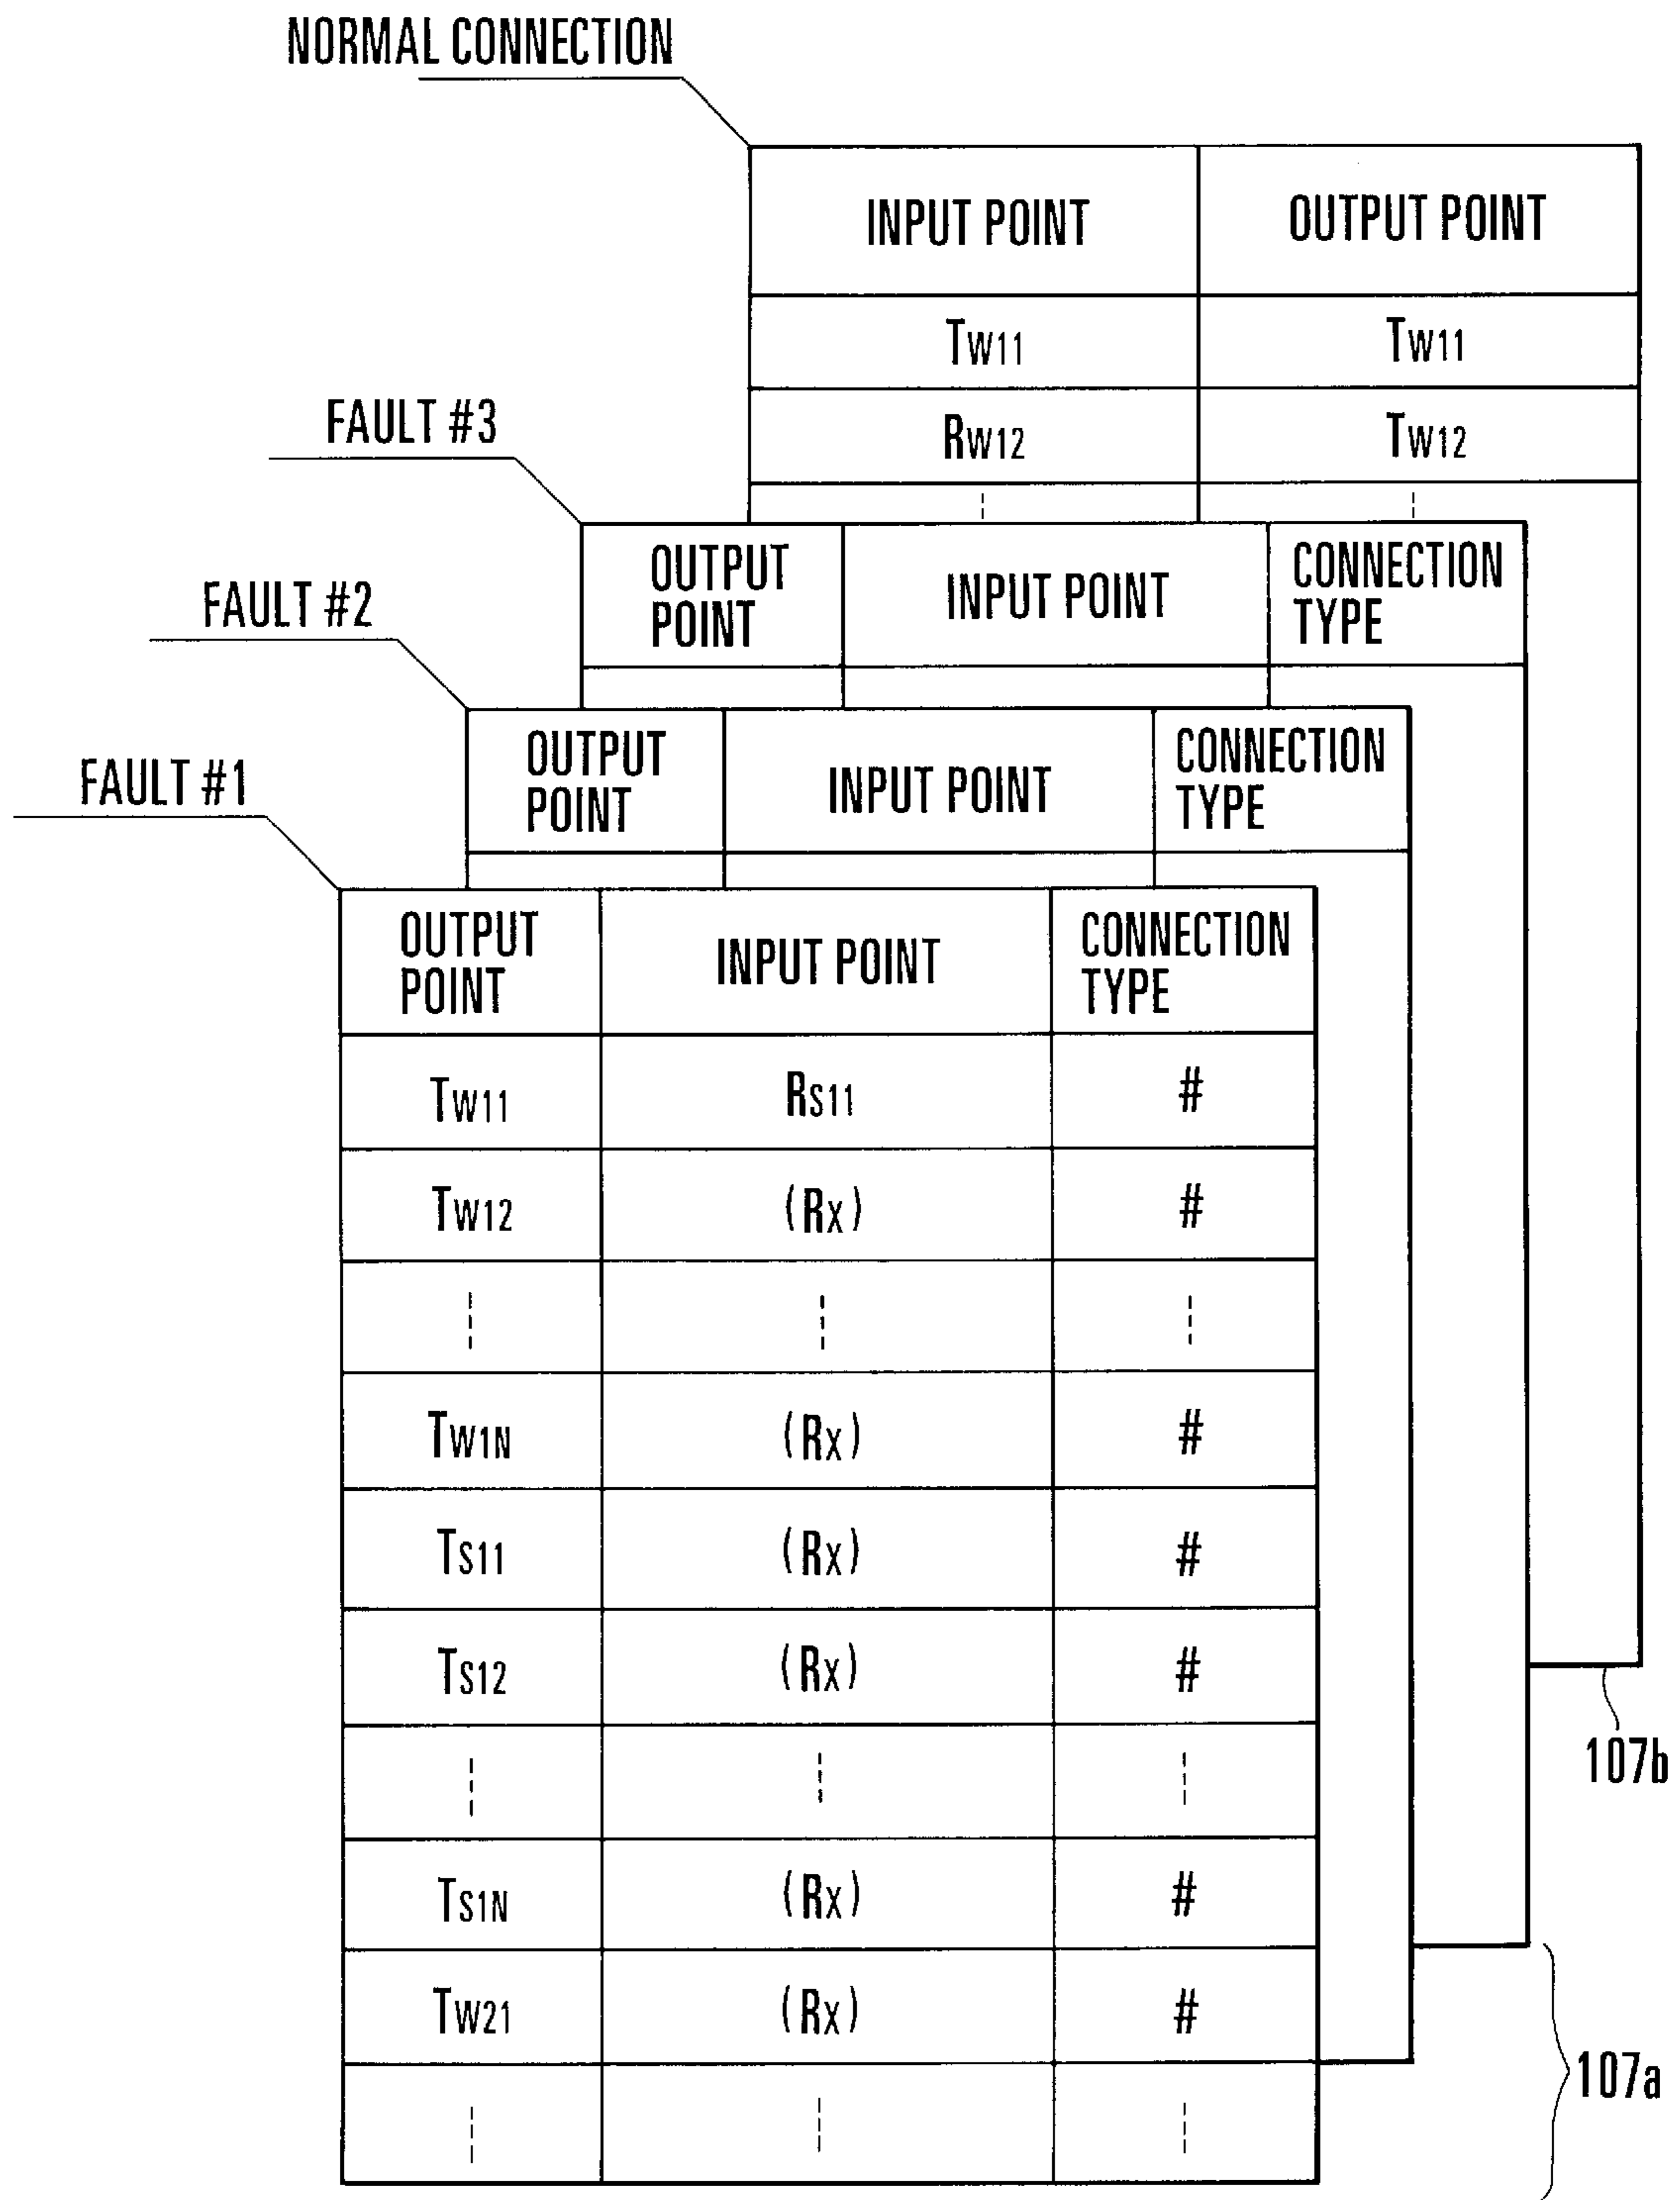 NORMAL CONNECTION
INPUT POINT OUTPUT POINT
TW11 TW11
RW12 TW12
FAULT #3
OUTPUT POINT INPUT POINT CONNECTION TYPE
FAULT #2
OUTPUT POINT INPUT POINT CONNECTION TYPE
FAULT #1
OUTPUT POINT INPUT POINT CONNECTION TYPE
TW11 RS11 #
TW12 (RX) #
TW1N (RX) #
TS11 (RX) #
TS12 (RX) #
107b
TS1N (RX) #
TW21 (RX) #
107a